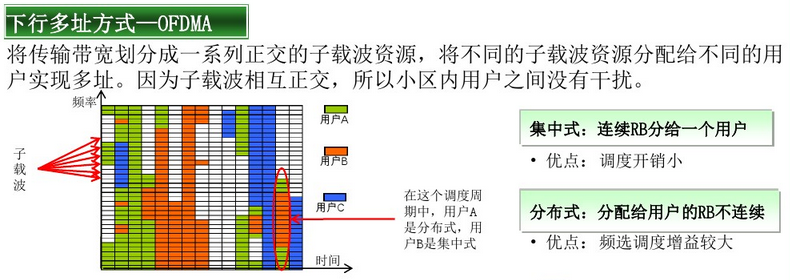 下行多址方式—OFDMA
将传输带宽划分成一系列正交的子载波资源，将不同的子载波资源分配给不同的用
户实现多址。因为子载波相互正交，所以小区内用户之间没有干扰。
频率
用户A
子
载
波
用户B
用户C
时间
在这个调度周
期中，用户A
是分布式，用
户B是集中式
集中式：连续RB分给一个用户
• 优点：调度开销小
分布式：分配给用户的RB不连续
• 优点：频选调度增益较大